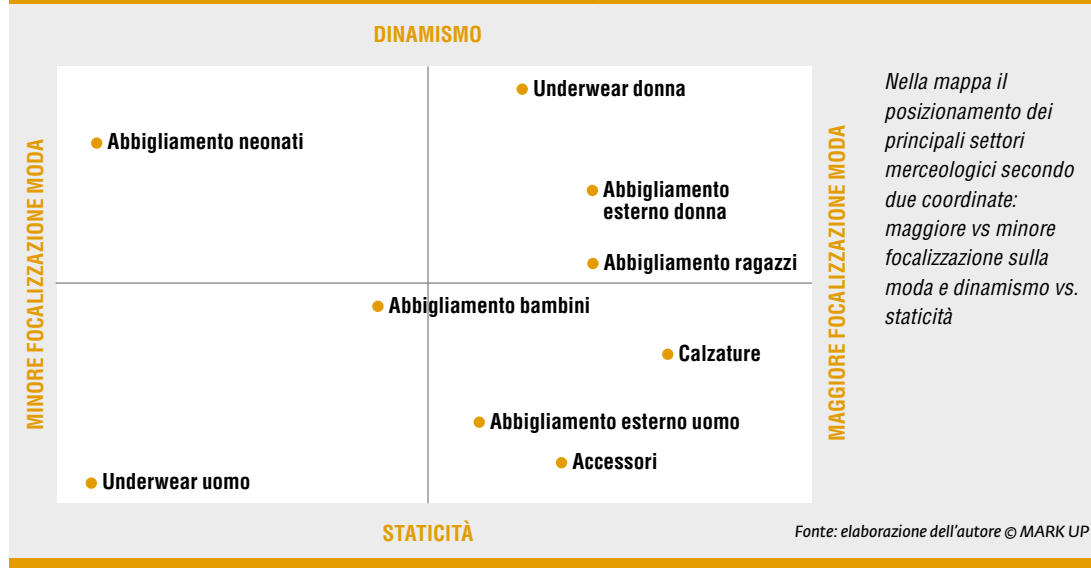 DINAMISMO
MINORE FOCALIZZAZIONE MODA
Underwear donna
Abbigliamento neonati
Abbigliamento
esterno donna
Abbigliamento ragazzi
Abbigliamento bambini
Calzature
Abbigliamento esterno uomo
Accessori
Underwear uomo
MAGGIORE FOCALIZZAZIONE MODA
STATICITÀ
Nella mappa il
posizionamento dei
principali settori
merceologici secondo
due coordinate:
maggiore vs minore
focalizzazione sulla
moda e dinamismo vs.
staticità
Fonte: elaborazione dell'autore © MARK UP